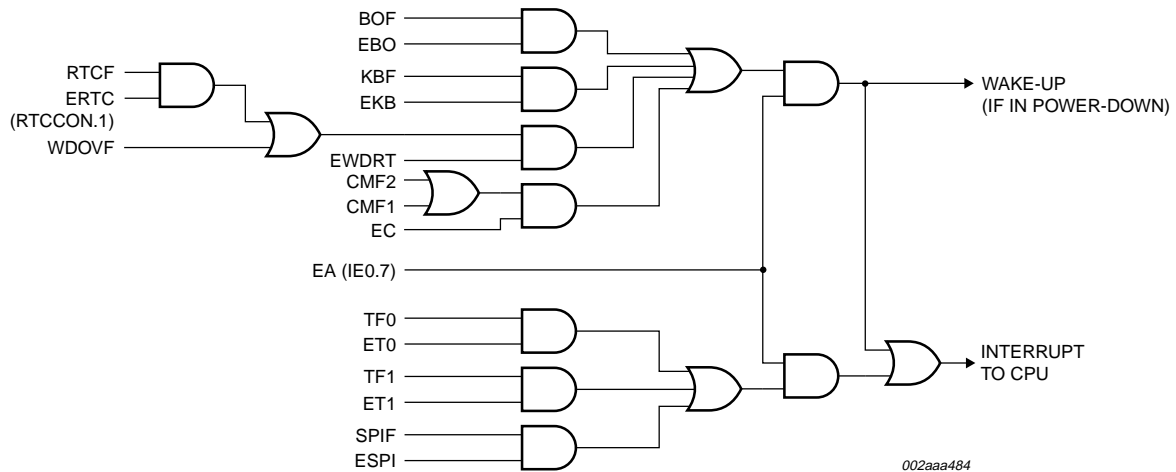 BOF
EBO
RTCF
ERTC
(RTCCON.1)
WDOVF
KBF
EKB
EWDRT
CMF2
CMF1
EC
EA (IE0.7)
TF0
ET0
TF1
ET1
SPIF
ESPI
WAKE-UP
(IF IN POWER-DOWN)
INTERRUPT
TO CPU
002aaa484